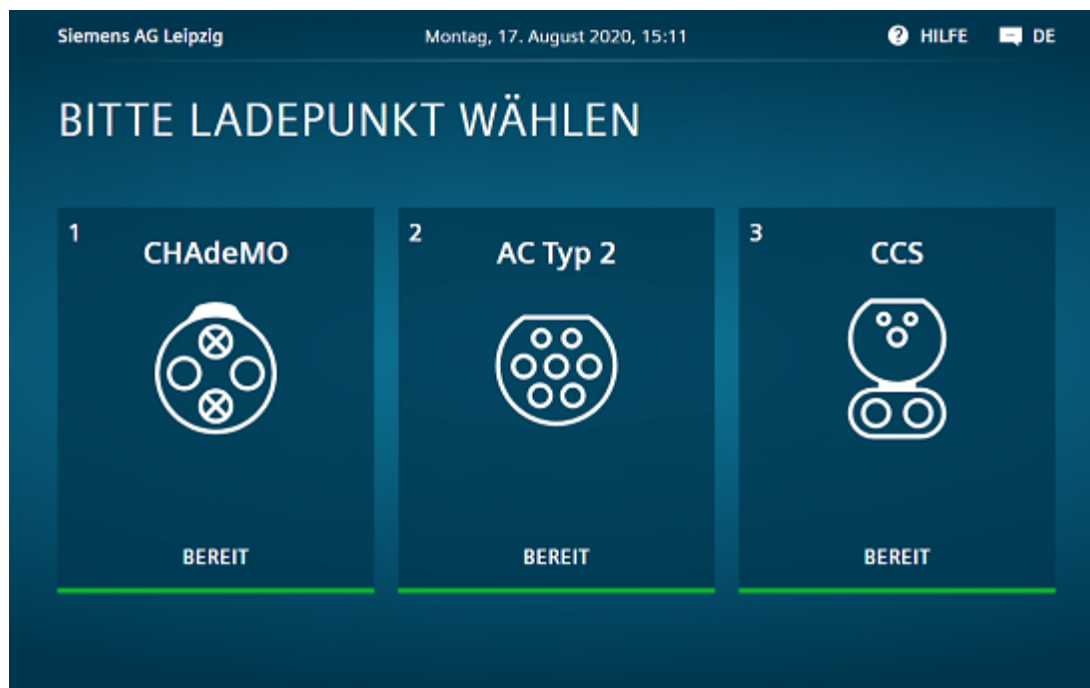 Siemens AG Leipzig Montag, 17. August 2020, 15:11 ? HILFE DE
BITTE LADEPUNKT WÄHLEN
1 2 3
CHAdeMO AC Typ 2 CCS
BEREIT BEREIT BEREIT